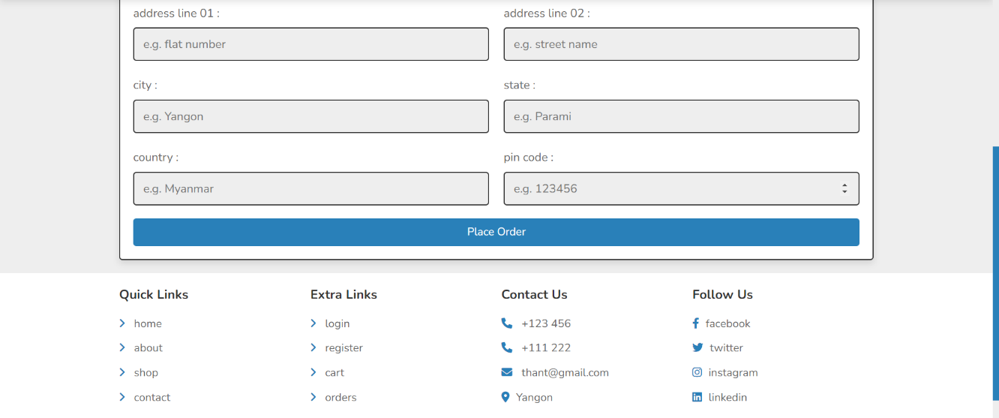 address line 01 : address line 02 :
e.g. flat number e.g. street name
city : state :
e.g. Yangon e.g. Parami
country : pin code :
e.g. Myanmar e.g. 123456
Place Order
Quick Links Extra Links Contact Us Follow Us
home login +123 456 facebook
about register +111 222 twitter
shop cart thant@gmail.com instagram
contact orders Yangon linkedin